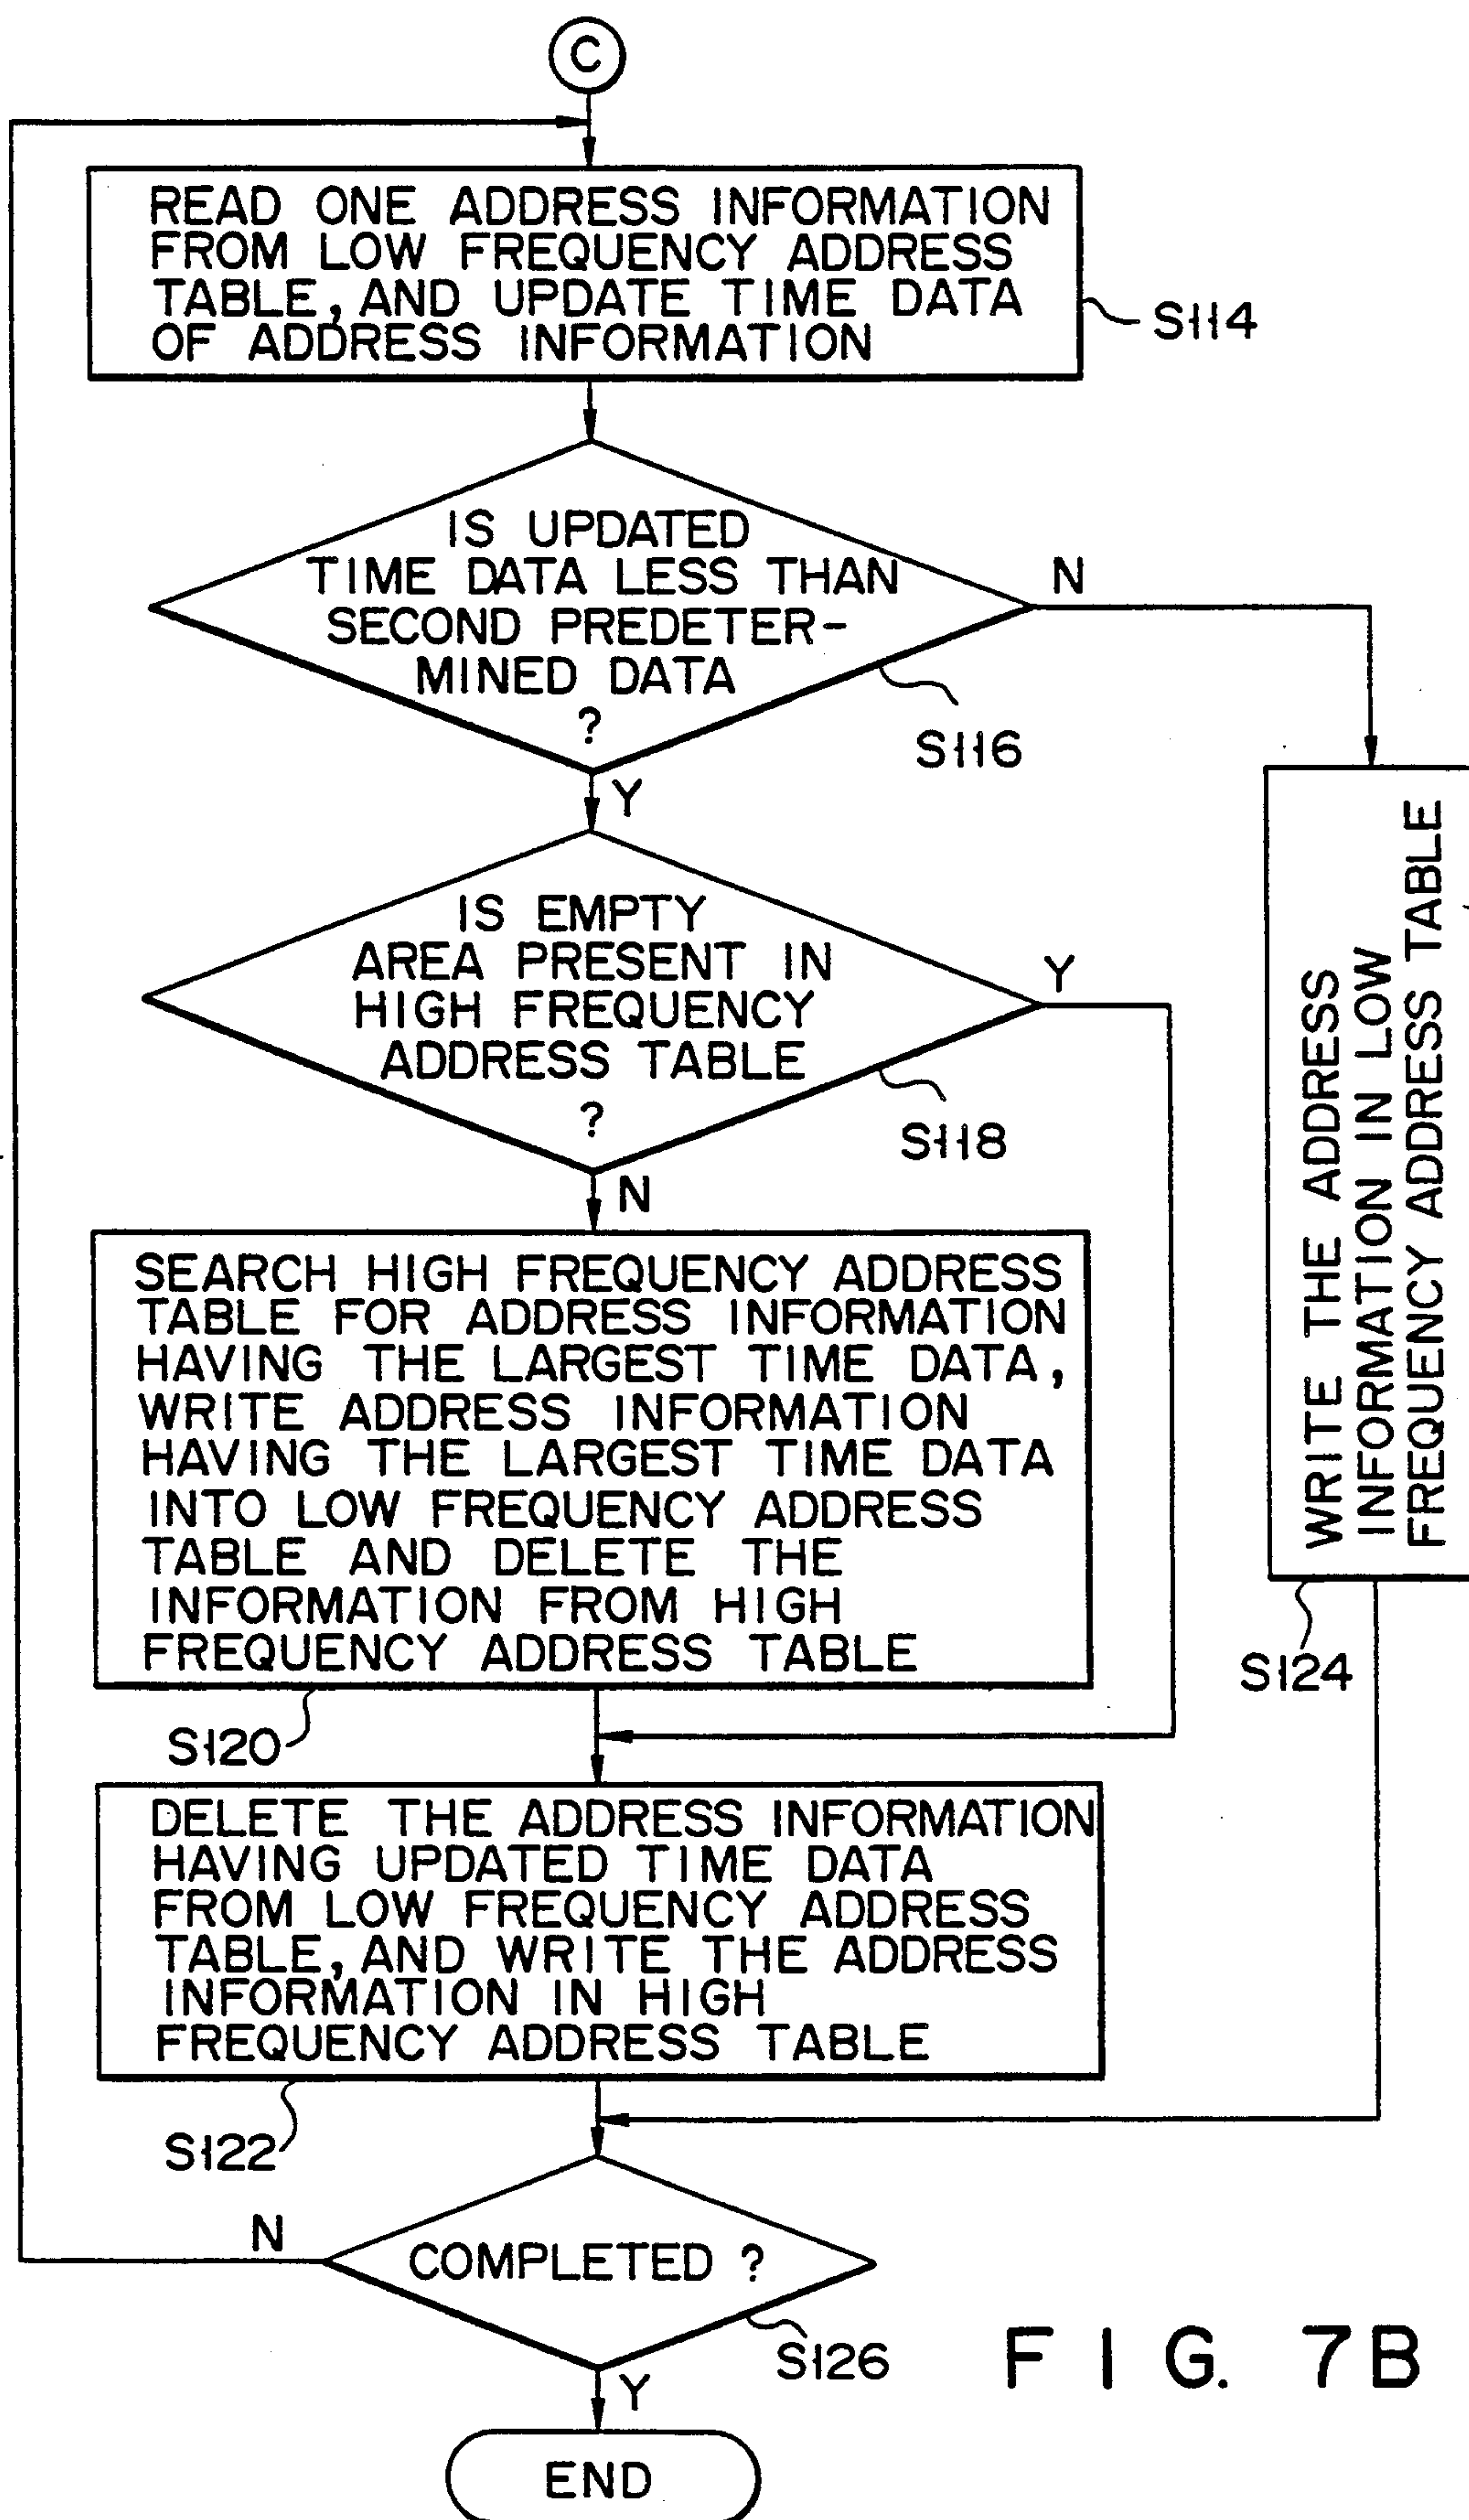 C
READ ONE ADDRESS INFORMATION
FROM LOW FREQUENCY ADDRESS
TABLE, AND UPDATE TIME DATA
OF ADDRESS INFORMATION
S114
IS UPDATED
TIME DATA LESS THAN
SECOND PREDETER-
MINED DATA
?
N
S116
Y
IS EMPTY
AREA PRESENT IN
HIGH FREQUENCY
ADDRESS TABLE
?
Y
S118
N
SEARCH HIGH FREQUENCY ADDRESS
TABLE FOR ADDRESS INFORMATION
HAVING THE LARGEST TIME DATA,
WRITE ADDRESS INFORMATION
HAVING THE LARGEST TIME DATA
INTO LOW FREQUENCY ADDRESS
TABLE AND DELETE THE
INFORMATION FROM HIGH
FREQUENCY ADDRESS TABLE
S120
WRITE THE ADDRESS
INFORMATION IN LOW
FREQUENCY ADDRESS TABLE
S124
DELETE THE ADDRESS INFORMATION
HAVING UPDATED TIME DATA
FROM LOW FREQUENCY ADDRESS
TABLE, AND WRITE THE ADDRESS
INFORMATION IN HIGH
FREQUENCY ADDRESS TABLE
S122
N
COMPLETED ?
S126
Y
END
FIG. 7B